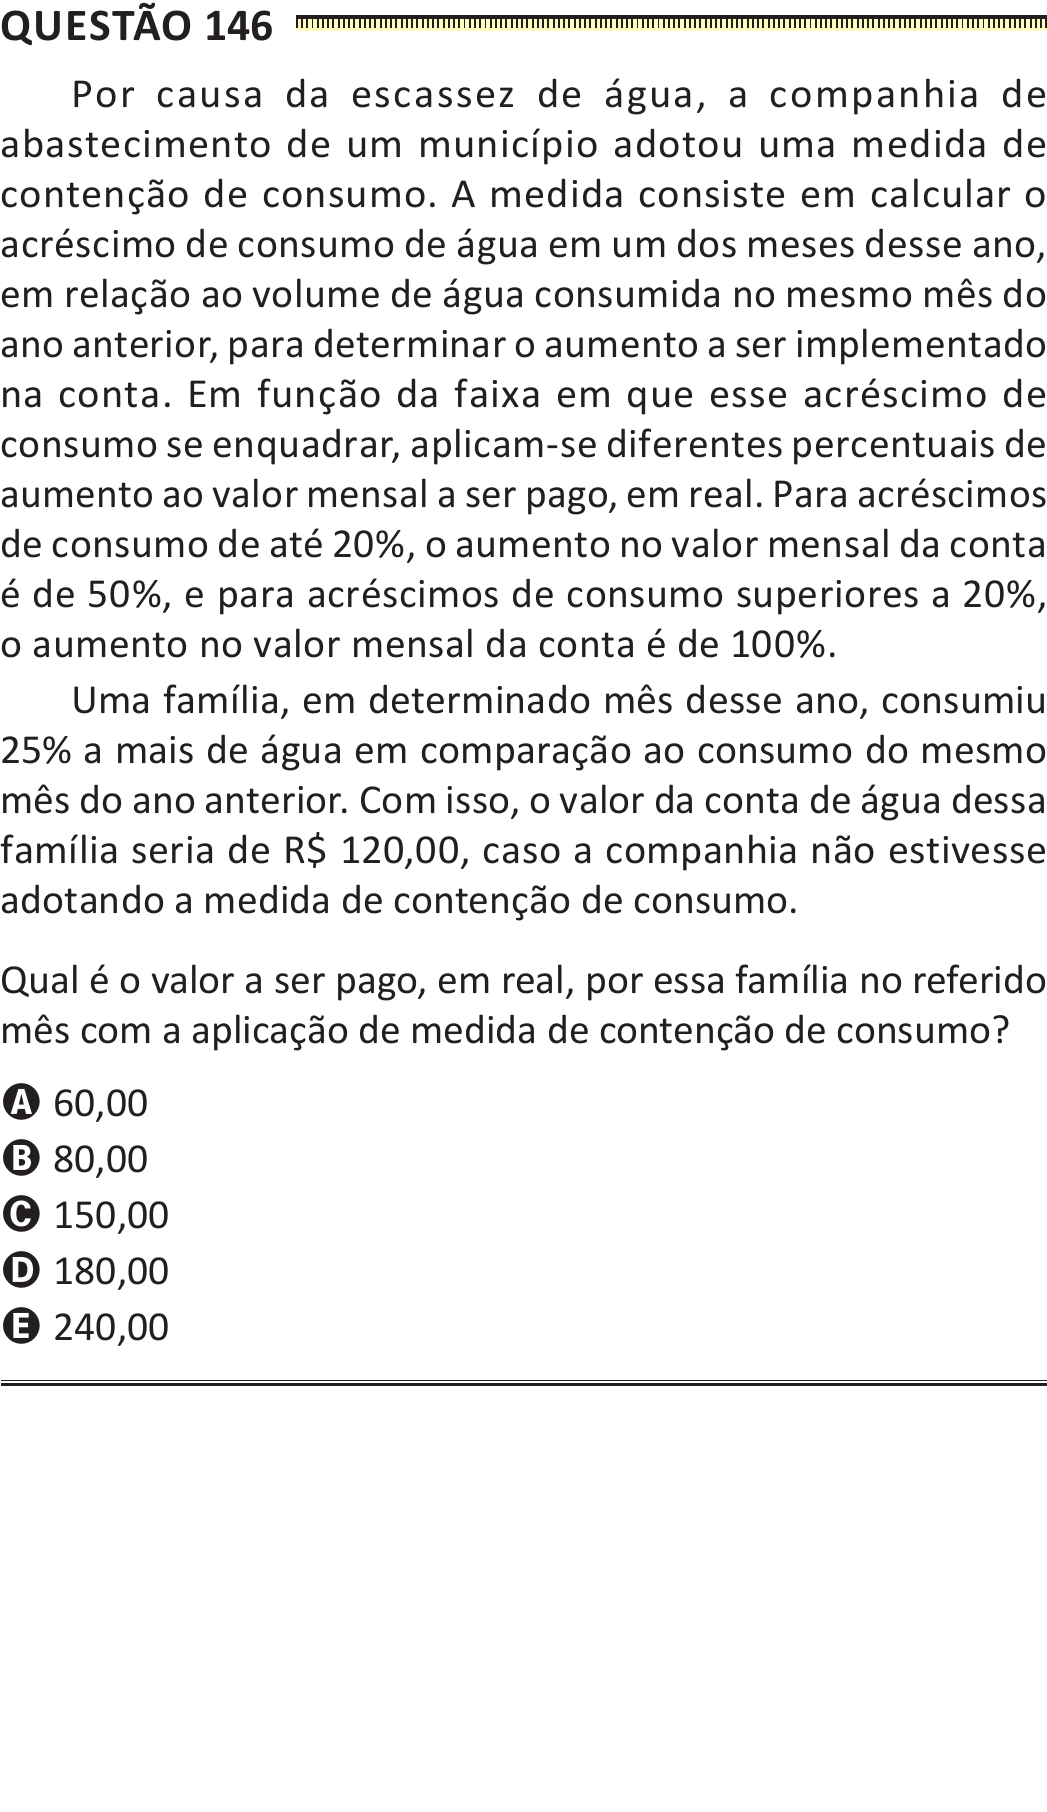 QUESTÃO 146
Por causa da escassez de água, a companhia de
abastecimento de um município adotou uma medida de
contenção de consumo. A medida consiste em calcular o
acréscimo de consumo de água em um dos meses desse ano,
em relação ao volume de água consumida no mesmo mês do
ano anterior, para determinar o aumento a ser implementado
na conta. Em função da faixa em que esse acréscimo de
consumo se enquadrar, aplicam-se diferentes percentuais de
aumento ao valor mensal a ser pago, em real. Para acréscimos
de consumo de até 20%, o aumento no valor mensal da conta
é de 50%, e para acréscimos de consumo superiores a 20%,
o aumento no valor mensal da conta é de 100%.
Uma família, em determinado mês desse ano, consumiu
25% a mais de água em comparação ao consumo do mesmo
mês do ano anterior. Com isso, o valor da conta de água dessa
família seria de R$ 120,00, caso a companhia não estivesse
adotando a medida de contenção de consumo.
Qual é o valor a ser pago, em real, por essa família no referido
mês com a aplicação de medida de contenção de consumo?
A 60,00
B 80,00
C 150,00
D 180,00
E 240,00